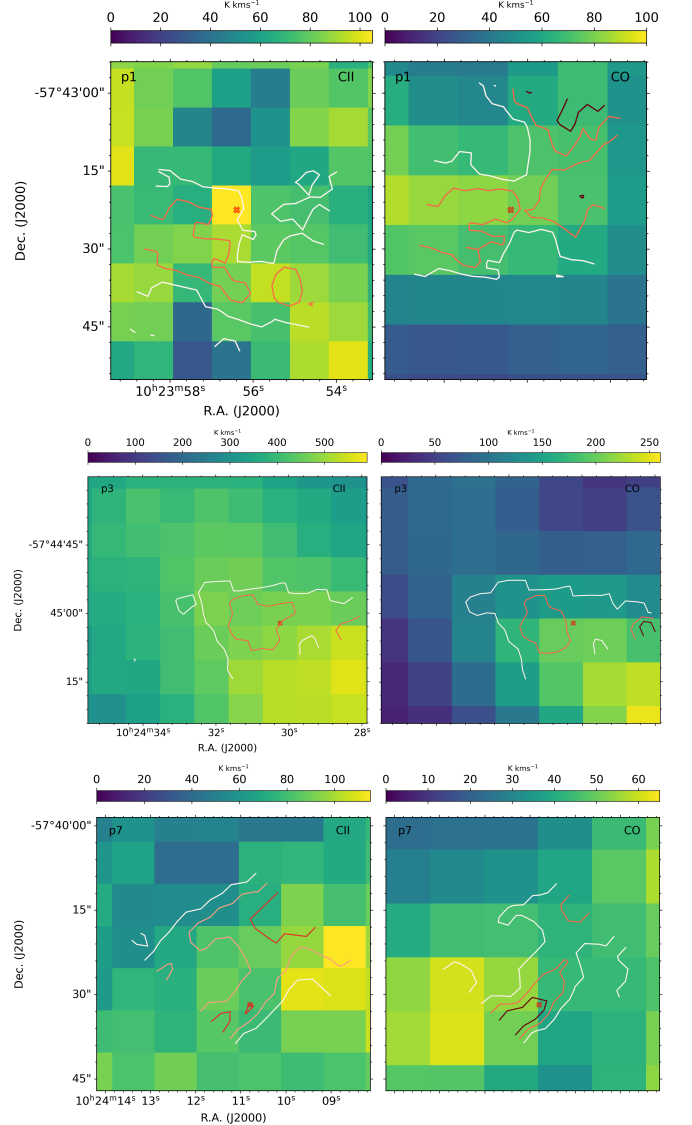 K kms⁻¹ K kms⁻¹
0 20 40 60 80 100 0 20 40 60 80 100
p1 CII p1 CO
-57°43'00"
15"
30"
45"
Dec. (J2000)
10ʰ23ᵐ58ˢ 56ˢ 54ˢ
R.A. (J2000)
K kms⁻¹ K kms⁻¹
0 100 200 300 400 500 0 50 100 150 200 250
p3 CII p3 CO
-57°44'45"
45'00"
15"
Dec. (J2000)
10ʰ24ᵐ34ˢ 32ˢ 30ˢ 28ˢ
R.A. (J2000)
K kms⁻¹ K kms⁻¹
0 20 40 60 80 100 0 10 20 30 40 50 60
p7 CII p7 CO
-57°40'00"
15"
30"
45"
Dec. (J2000)
10ʰ24ᵐ14ˢ 13ˢ 12ˢ 11ˢ 10ˢ 09ˢ
R.A. (J2000)